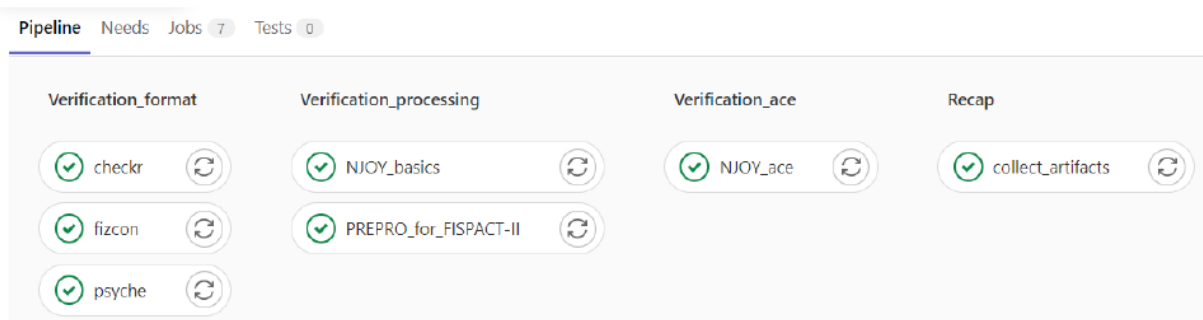 Pipeline Needs Jobs 7 Tests 0
Verification_format Verification_processing Verification_ace Recap
checkr NJOY_basics NJOY_ace collect_artifacts
fizcon PREPRO_for_FISPACT-II
psyche